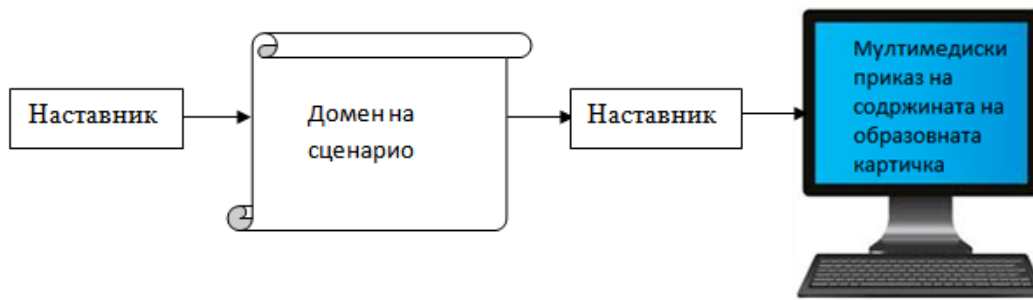 Наставник
Домен на
сценарио
Наставник
Мултимедиски
приказ на
содржината на
образовната
картичка